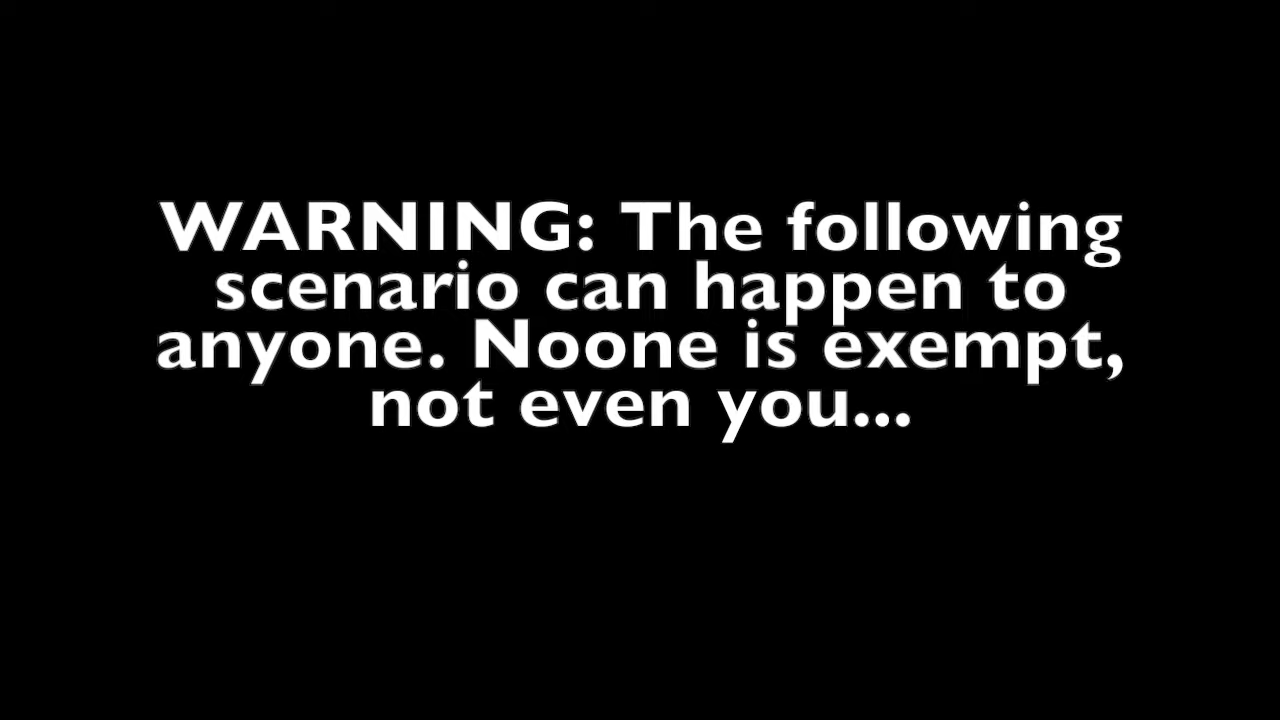 WARNING: The following
scenario can happen to
anyone. Noone is exempt,
not even you...